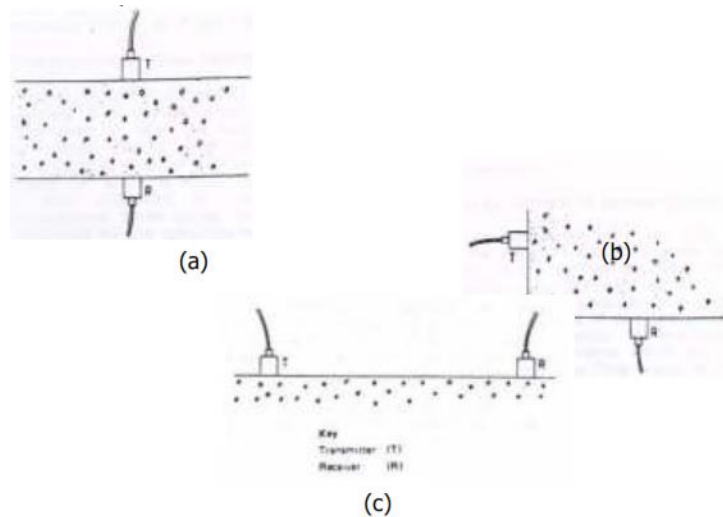 T
R
(a)
T
(b)
R
T
R
Key
Transmitter (T)
Receiver (R)
(c)